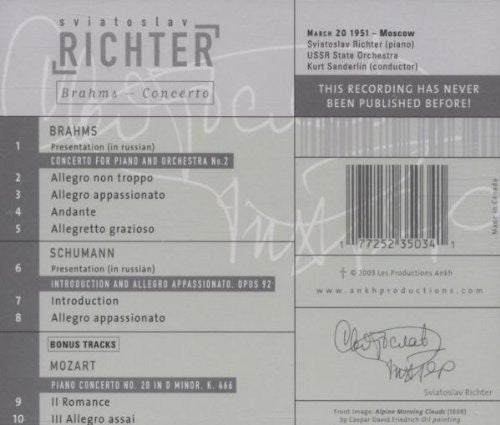 sviatoslav
RICHTER
Brahms – Concerto
BRAHMS
1 Presentation (in russian)
CONCERTO FOR PIANO AND ORCHESTRA No.2
2 Allegro non troppo
3 Allegro appassionato
4 Andante
5 Allegretto grazioso
SCHUMANN
6 Presentation (in russian)
INTRODUCTION AND ALLEGRO APPASSIONATO, OPUS 92
7 Introduction
8 Allegro appassionato
BONUS TRACKS
MOZART
PIANO CONCERTO NO. 20 IN D MINOR, K. 466
9 II Romance
10 III Allegro assai
MARCH 20 1951 – Moscow
Sviatoslav Richter (piano)
USSR State Orchestra
Kurt Sanderlin (conductor)
THIS RECORDING HAS NEVER
BEEN PUBLISHED BEFORE!
1 77252 35034 1
Made in Canada
© 2003 Les Productions Ankh
www.ankhproductions.com
Святослав
Рихтер
Sviatoslav Richter
Front Image: Alpine Morning Clouds (1808)
by Caspar David Friedrich Oil painting